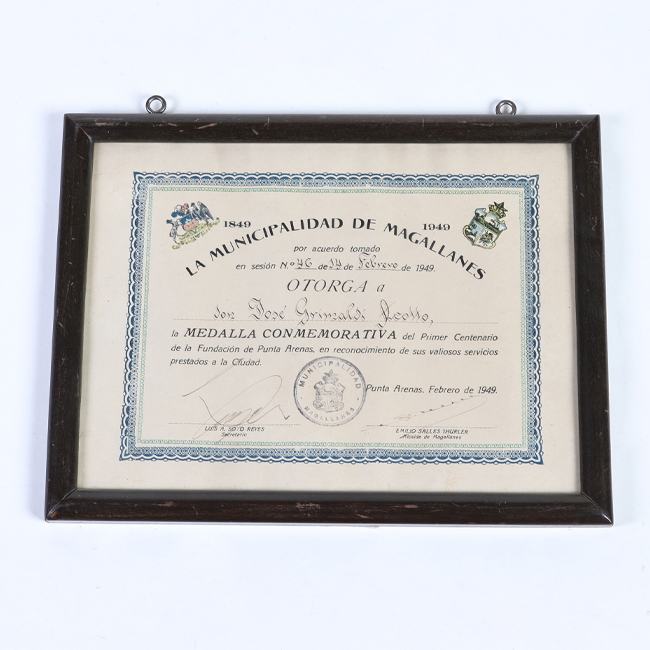 1849 1949
LA MUNICIPALIDAD DE MAGALLANES
por acuerdo tomado
en sesión N.º 46 de 14 de Febrero de 1949.
OTORGA a
don José Grimaldi Acotto,
la MEDALLA CONMEMORATIVA del Primer Centenario
de la Fundación de Punta Arenas, en reconocimiento de sus valiosos servicios
prestados a la Ciudad.
MUNICIPALIDAD
MAGALLANES
Punta Arenas, Febrero de 1949.
LUIS A. GOYO REYES
Secretario
EMILIO SALLES THURLER
Alcalde de Magallanes